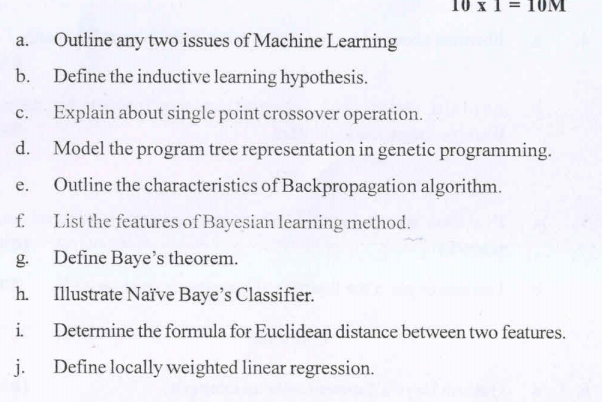 10 x 1 = 10M
a. Outline any two issues of Machine Learning
b. Define the inductive learning hypothesis.
c. Explain about single point crossover operation.
d. Model the program tree representation in genetic programming.
e. Outline the characteristics of Backpropagation algorithm.
f. List the features of Bayesian learning method.
g. Define Baye's theorem.
h. Illustrate Naïve Baye's Classifier.
i. Determine the formula for Euclidean distance between two features.
j. Define locally weighted linear regression.